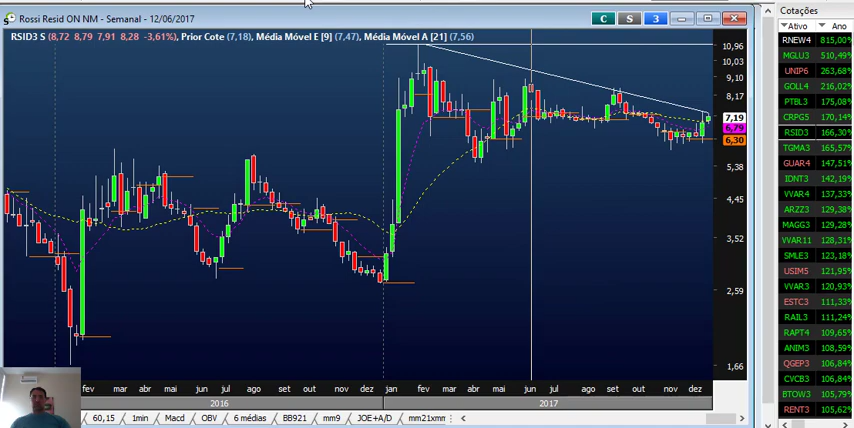 Rossi Resid ON NM - Semanal - 12/06/2017
C S 3
RSID3 S (8,72 8,79 7,91 8,28 -3,61%), Prior Cote (7,18), Média Móvel E [9] (7,47), Média Móvel A [21] (7,56)
10,96
10,03
9,10
8,17
7,19
6,79
6,30
5,38
4,45
3,52
2,59
1,66
fev mar abr mai jun jul ago set out nov dez jan fev mar abr mai jun jul ago set out nov dez
2016 2017
60,15 1min Macd OBV 6 médias BB921 mm9 JOE+A/D mm21xmm
Cotações
Ativo Ano
RNEW4 815,00%
MGLU3 510,49%
UNIP6 263,68%
GOLL4 216,02%
PTBL3 175,08%
CRPG5 170,14%
RSID3 166,30%
TGMA3 165,57%
GUAR4 147,51%
IDNT3 142,19%
VVAR4 137,33%
ARZZ3 129,38%
MAGG3 129,28%
VVAR11 128,31%
SMLE3 123,18%
USIM5 121,95%
VVAR3 120,93%
ESTC3 111,33%
RAIL3 111,24%
RAPT4 109,65%
ANIM3 108,59%
QGEP3 106,84%
CVCB3 106,84%
BTOW3 105,79%
RENT3 105,62%